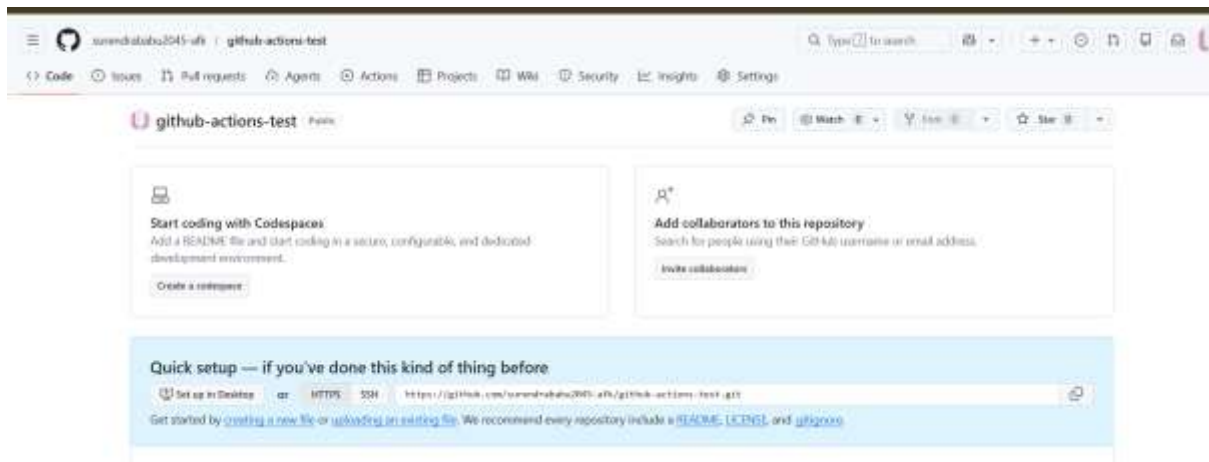 surendrababu2045-afk / github-actions-test
Type / to search
Code Issues Pull requests Agents Actions Projects Wiki Security Insights Settings
github-actions-test Public
Pin Watch 0 Fork 0 Star 0
Start coding with Codespaces
Add a README file and start coding in a secure, configurable, and dedicated
development environment.
Create a codespace
Add collaborators to this repository
Search for people using their GitHub username or email address.
Invite collaborators
Quick setup — if you've done this kind of thing before
Set up in Desktop or HTTPS SSH https://github.com/surendrababu2045-afk/github-actions-test.git
Get started by creating a new file or uploading an existing file. We recommend every repository include a README, LICENSE, and .gitignore.